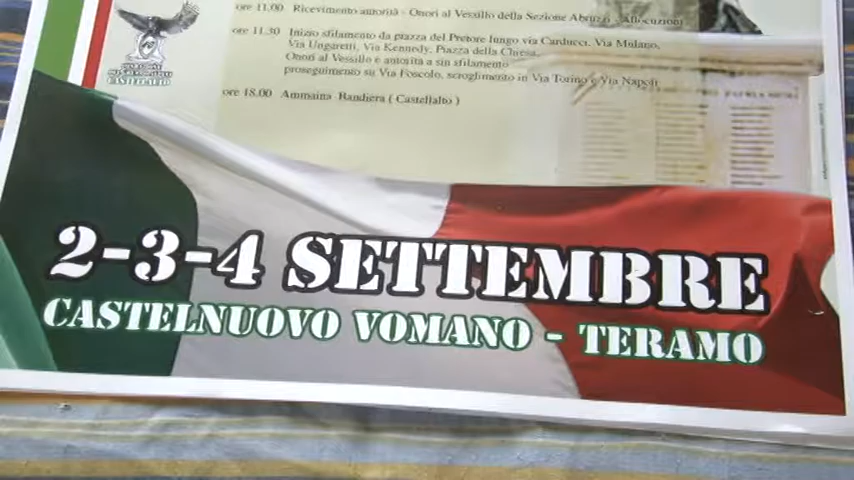 ore 11.00 Ricevimento autorità - Onori al Vessillo della Sezione Abruzzi - Allocuzioni
ore 11.30 Inizio sfilamento da piazza del Pretore lungo via Carducci, Via Milano,
Via Ungaretti, Via Kennedy, Piazza della Chiesa,
Onori al Vessillo e autorità a fin sfilamento
proseguimento su Via Foscolo, scioglimento in Via Torino e Via Napoli
ore 18.00 Ammaina Bandiera ( Castellalto )
CASTELLALTO
2-3-4 SETTEMBRE
CASTELNUOVO VOMANO - TERAMO